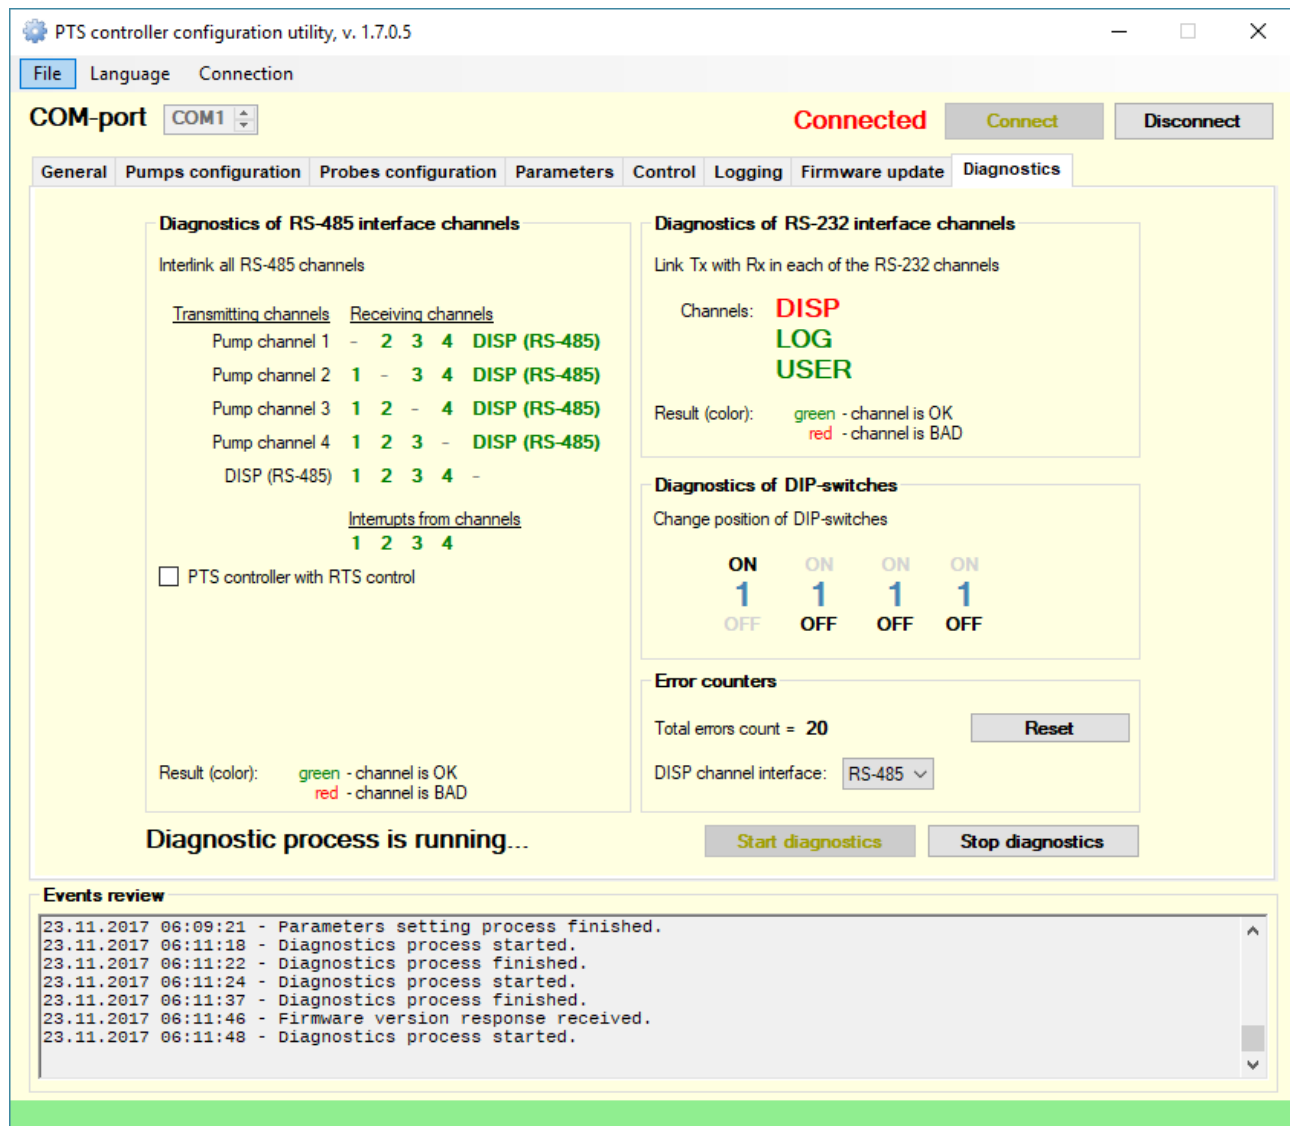 PTS controller configuration utility, v. 1.7.0.5
File Language Connection
COM-port COM1 Connected Connect Disconnect
General Pumps configuration Probes configuration Parameters Control Logging Firmware update Diagnostics
Diagnostics of RS-485 interface channels
Interlink all RS-485 channels
Transmitting channels Receiving channels
Pump channel 1 - 2 3 4 DISP (RS-485)
Pump channel 2 1 - 3 4 DISP (RS-485)
Pump channel 3 1 2 - 4 DISP (RS-485)
Pump channel 4 1 2 3 - DISP (RS-485)
DISP (RS-485) 1 2 3 4 -
Interrupts from channels
1 2 3 4
PTS controller with RTS control
Result (color): green - channel is OK
red - channel is BAD
Diagnostics of RS-232 interface channels
Link Tx with Rx in each of the RS-232 channels
Channels: DISP
LOG
USER
Result (color): green - channel is OK
red - channel is BAD
Diagnostics of DIP-switches
Change position of DIP-switches
ON ON ON ON
1 1 1 1
OFF OFF OFF OFF
Error counters
Total errors count = 20 Reset
DISP channel interface: RS-485
Diagnostic process is running... Start diagnostics Stop diagnostics
Events review
23.11.2017 06:09:21 - Parameters setting process finished.
23.11.2017 06:11:18 - Diagnostics process started.
23.11.2017 06:11:22 - Diagnostics process finished.
23.11.2017 06:11:24 - Diagnostics process started.
23.11.2017 06:11:37 - Diagnostics process finished.
23.11.2017 06:11:46 - Firmware version response received.
23.11.2017 06:11:48 - Diagnostics process started.